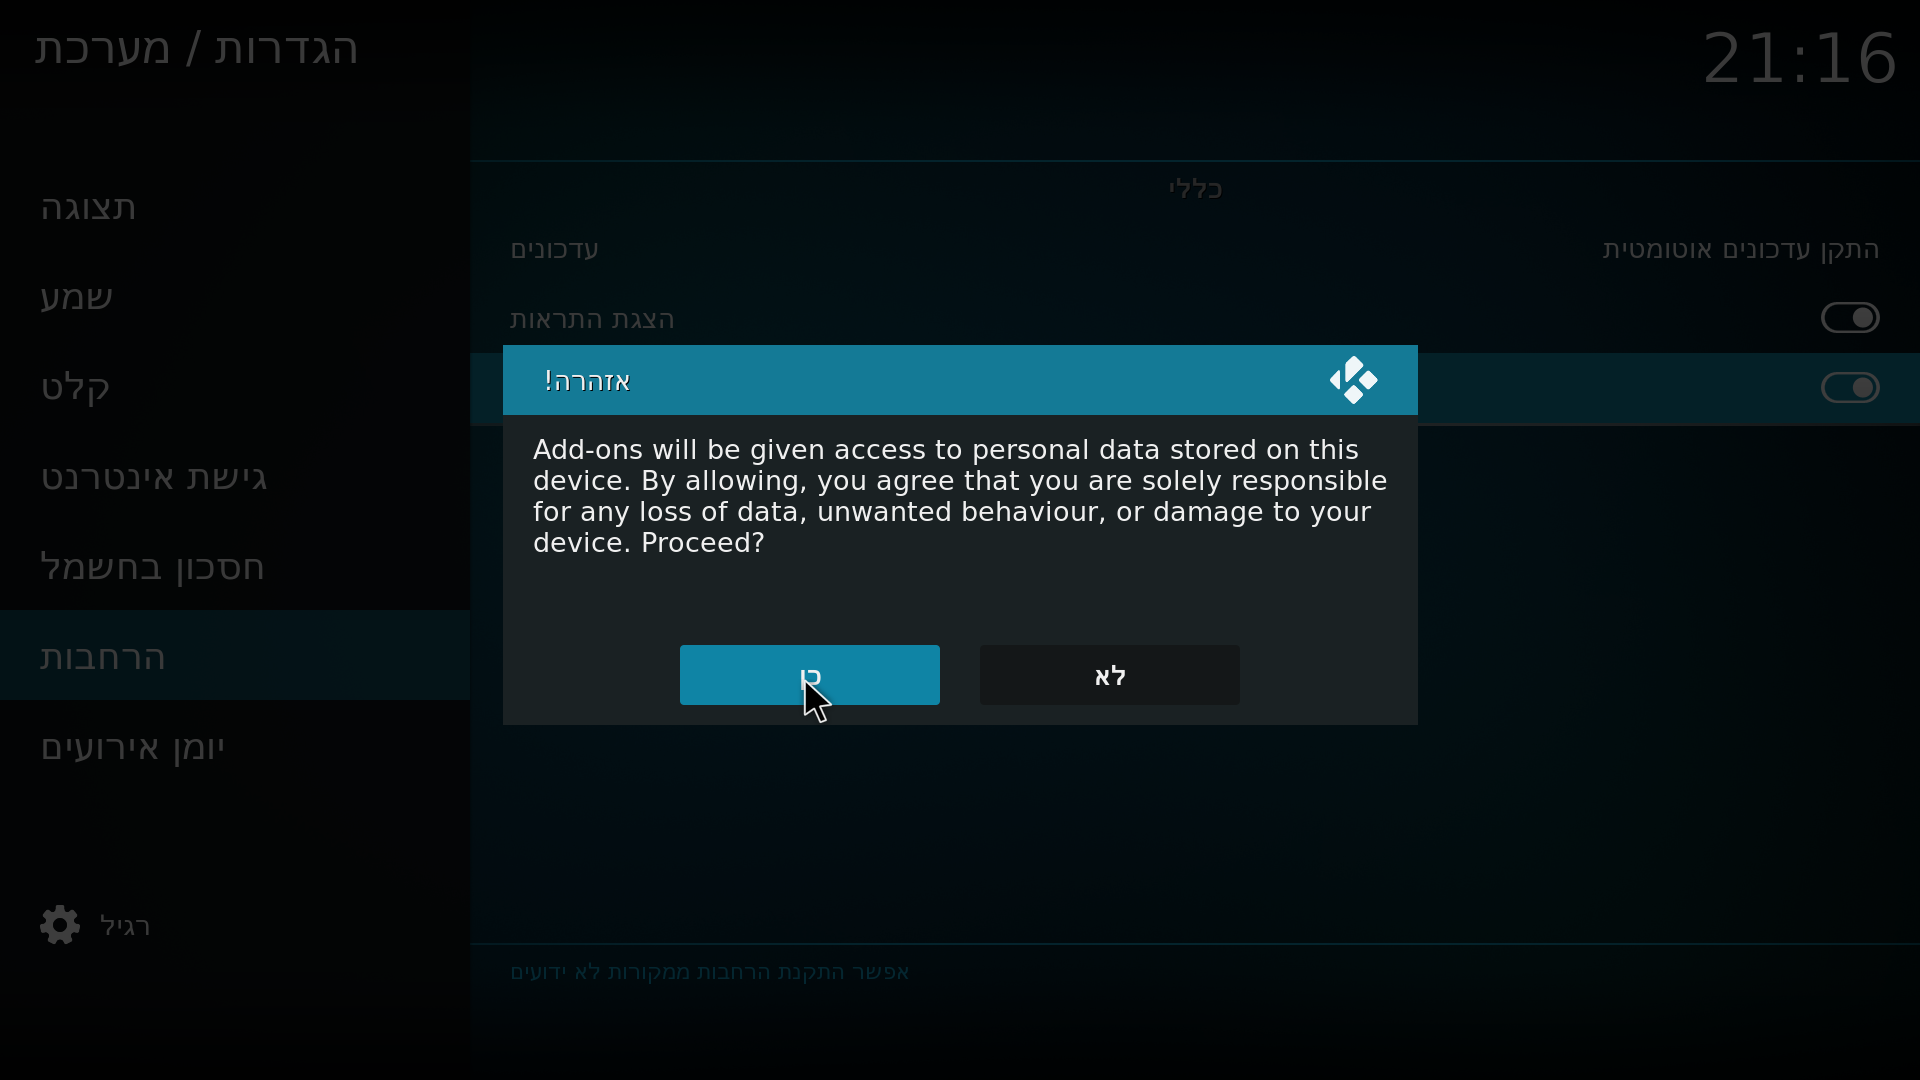 הגדרות / מערכת
21:16
תצוגה
שמע
קלט
גישת אינטרנט
חסכון בחשמל
הרחבות
יומן אירועים
רגיל
כללי
עדכונים
התקן עדכונים אוטומטית
הצגת התראות
אזהרה!
Add-ons will be given access to personal data stored on this
device. By allowing, you agree that you are solely responsible
for any loss of data, unwanted behaviour, or damage to your
device. Proceed?
כן
לא
אפשר התקנת הרחבות ממקורות לא ידועים